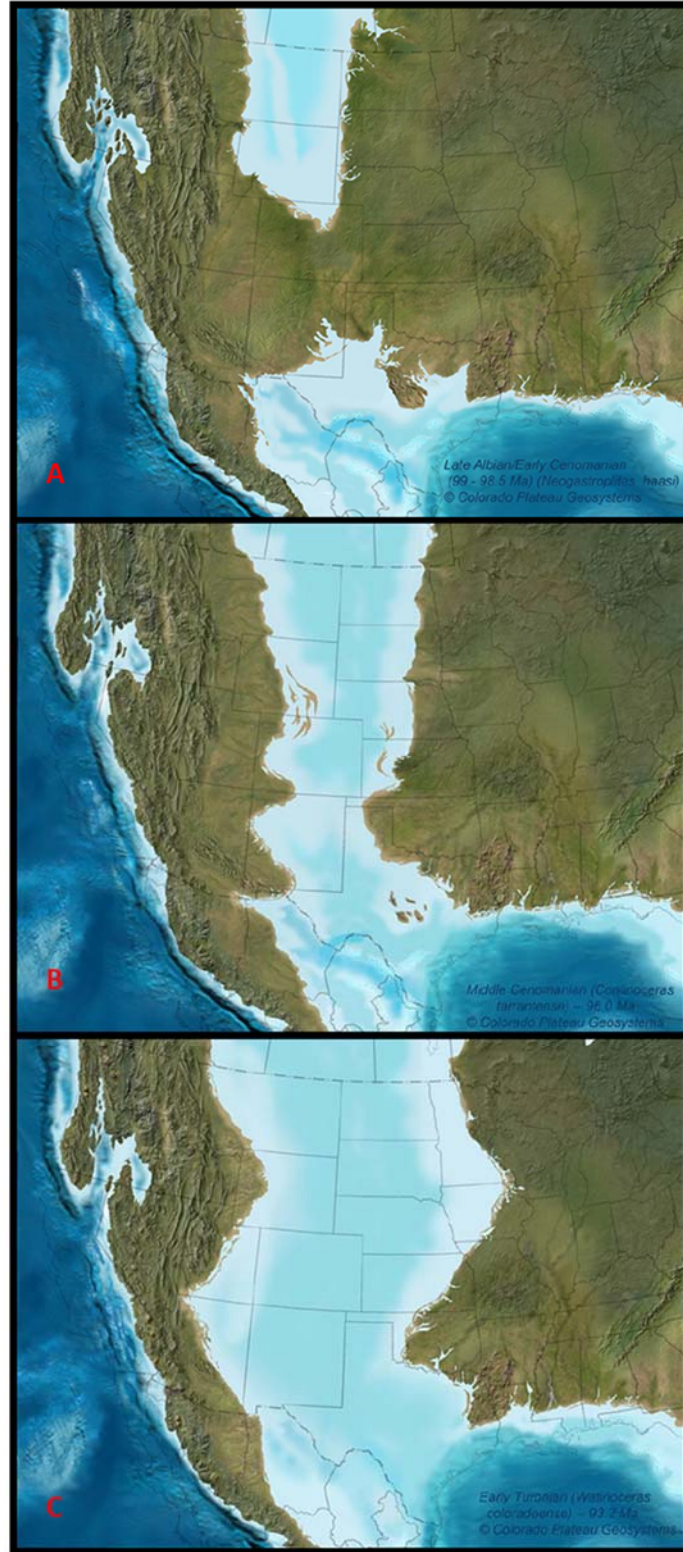 A
Late Albian/Early Cenomanian
(99 - 98.5 Ma) (Neogastroplites haasi)
© Colorado Plateau Geosystems
B
Middle Cenomanian (Conlinoceras
tarrantense) – 96.0 Ma
© Colorado Plateau Geosystems
C
Early Turonian (Watinoceras
coloradoense) – 93.2 Ma
© Colorado Plateau Geosystems